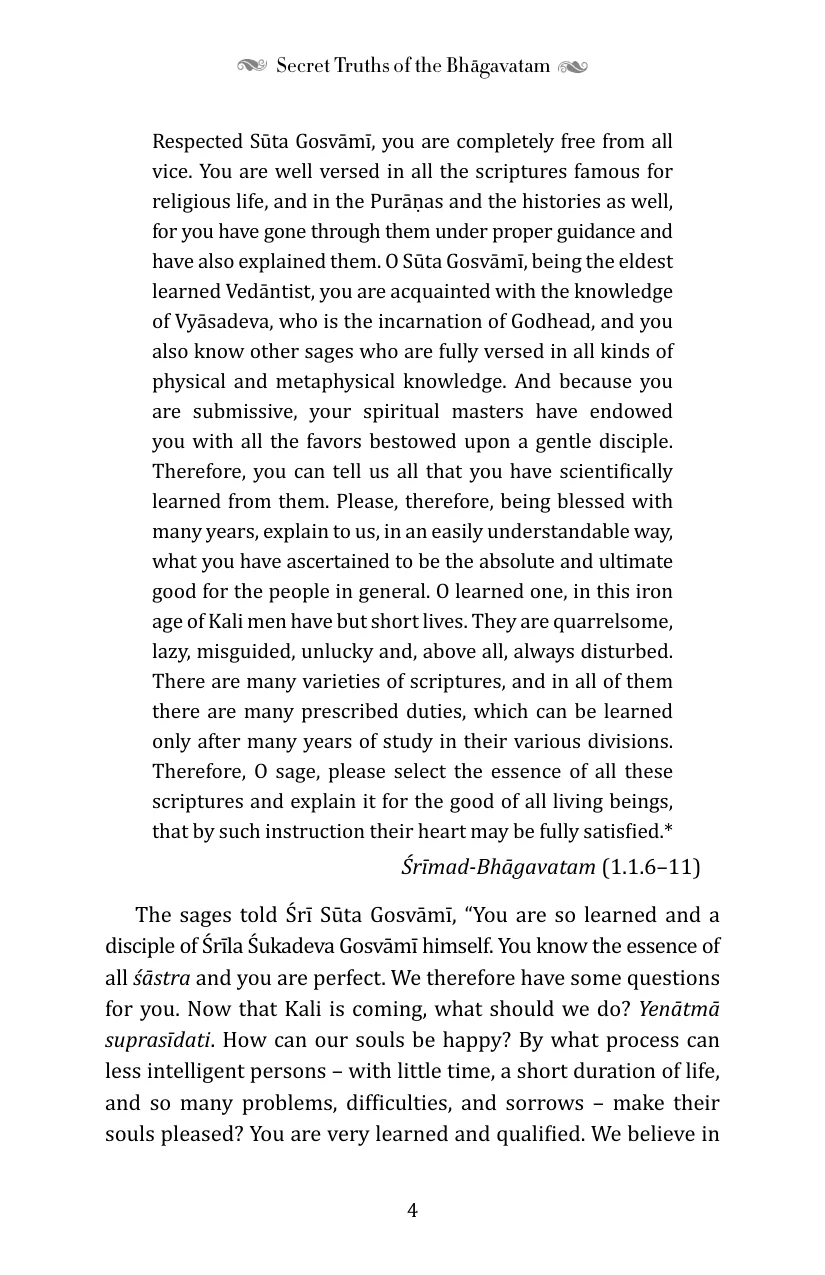 Secret Truths of the Bhāgavatam
Respected Sūta Gosvāmī, you are completely free from all
vice. You are well versed in all the scriptures famous for
religious life, and in the Purāṇas and the histories as well,
for you have gone through them under proper guidance and
have also explained them. O Sūta Gosvāmī, being the eldest
learned Vedāntist, you are acquainted with the knowledge
of Vyāsadeva, who is the incarnation of Godhead, and you
also know other sages who are fully versed in all kinds of
physical and metaphysical knowledge. And because you
are submissive, your spiritual masters have endowed
you with all the favors bestowed upon a gentle disciple.
Therefore, you can tell us all that you have scientifically
learned from them. Please, therefore, being blessed with
many years, explain to us, in an easily understandable way,
what you have ascertained to be the absolute and ultimate
good for the people in general. O learned one, in this iron
age of Kali men have but short lives. They are quarrelsome,
lazy, misguided, unlucky and, above all, always disturbed.
There are many varieties of scriptures, and in all of them
there are many prescribed duties, which can be learned
only after many years of study in their various divisions.
Therefore, O sage, please select the essence of all these
scriptures and explain it for the good of all living beings,
that by such instruction their heart may be fully satisfied.*
Śrīmad-Bhāgavatam (1.1.6–11)
The sages told Śrī Sūta Gosvāmī, “You are so learned and a
disciple of Śrīla Śukadeva Gosvāmī himself. You know the essence of
all śāstra and you are perfect. We therefore have some questions
for you. Now that Kali is coming, what should we do? Yenātmā
suprasīdati. How can our souls be happy? By what process can
less intelligent persons – with little time, a short duration of life,
and so many problems, difficulties, and sorrows – make their
souls pleased? You are very learned and qualified. We believe in
4